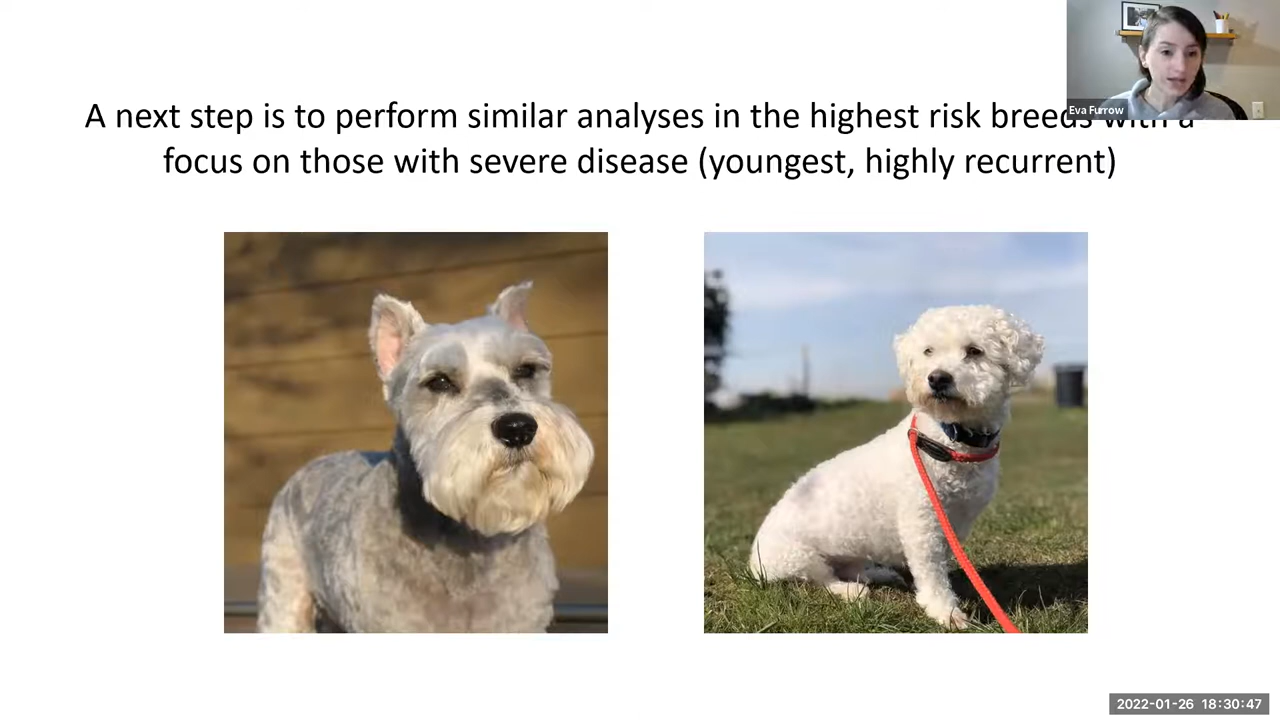 A next step is to perform similar analyses in the highest risk breeds with a
focus on those with severe disease (youngest, highly recurrent)
Eva Furrow
2022-01-26 18:30:47